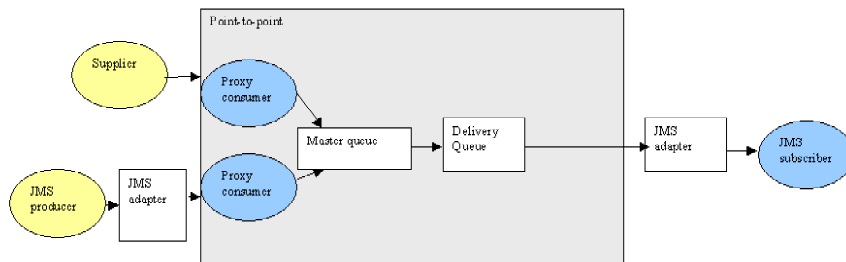 Point-to-point
Supplier
Proxy
consumer
Master queue
Delivery
Queue
JMS
adapter
JMS
subscriber
Proxy
consumer
JMS
producer
JMS
adapter